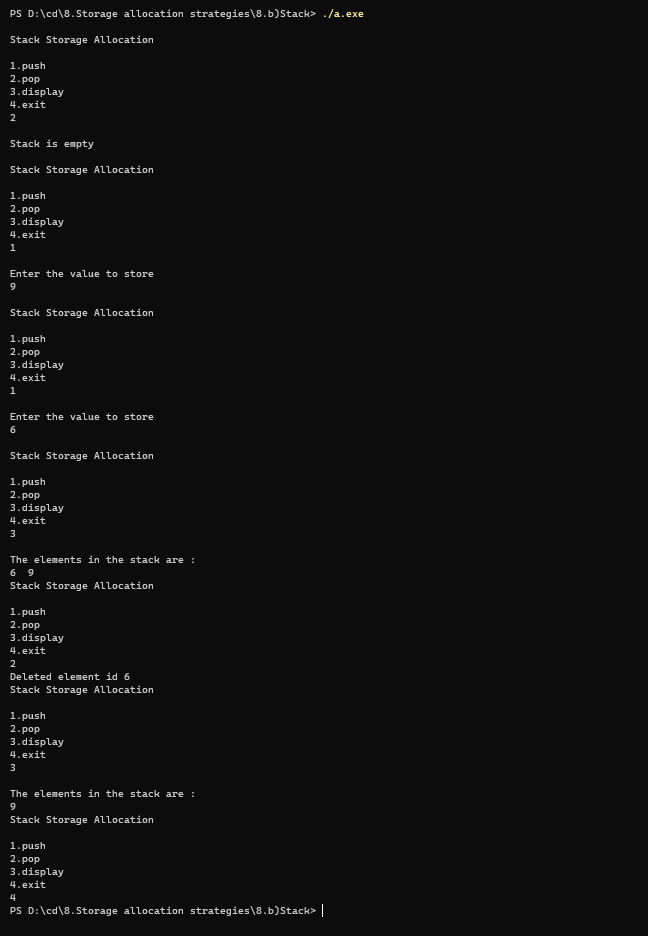 PS D:\cd\8.Storage allocation strategies\8.b)Stack> ./a.exe
Stack Storage Allocation
1.push
2.pop
3.display
4.exit
2
Stack is empty
Stack Storage Allocation
1.push
2.pop
3.display
4.exit
1
Enter the value to store
9
Stack Storage Allocation
1.push
2.pop
3.display
4.exit
1
Enter the value to store
6
Stack Storage Allocation
1.push
2.pop
3.display
4.exit
3
The elements in the stack are :
6  9
Stack Storage Allocation
1.push
2.pop
3.display
4.exit
2
Deleted element id 6
Stack Storage Allocation
1.push
2.pop
3.display
4.exit
3
The elements in the stack are :
9
Stack Storage Allocation
1.push
2.pop
3.display
4.exit
4
PS D:\cd\8.Storage allocation strategies\8.b)Stack>